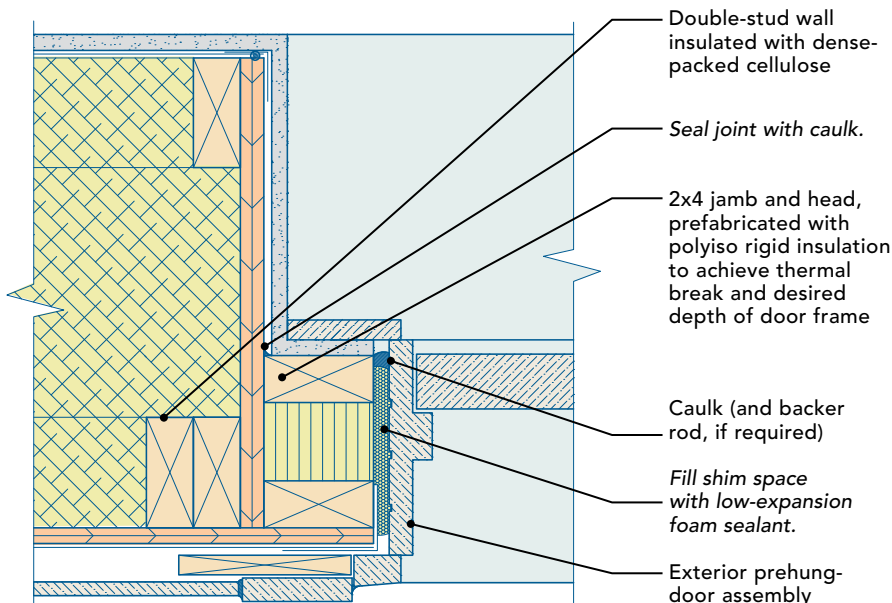 Double-stud wall
insulated with dense-
packed cellulose
Seal joint with caulk.
2x4 jamb and head,
prefabricated with
polyiso rigid insulation
to achieve thermal
break and desired
depth of door frame
Caulk (and backer
rod, if required)
Fill shim space
with low-expansion
foam sealant.
Exterior prehung-
door assembly